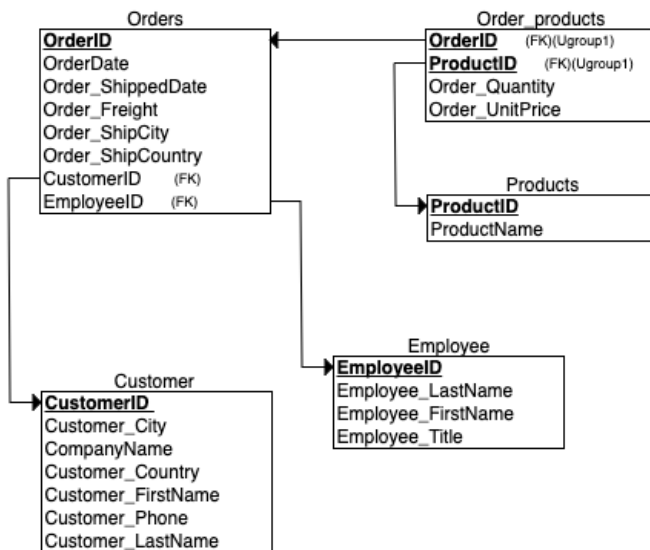 Orders
OrderID
OrderDate
Order_ShippedDate
Order_Freight
Order_ShipCity
Order_ShipCountry
CustomerID (FK)
EmployeeID (FK)
Order_products
OrderID (FK)(Ugroup1)
ProductID (FK)(Ugroup1)
Order_Quantity
Order_UnitPrice
Products
ProductID
ProductName
Employee
EmployeeID
Employee_LastName
Employee_FirstName
Employee_Title
Customer
CustomerID
Customer_City
CompanyName
Customer_Country
Customer_FirstName
Customer_Phone
Customer_LastName